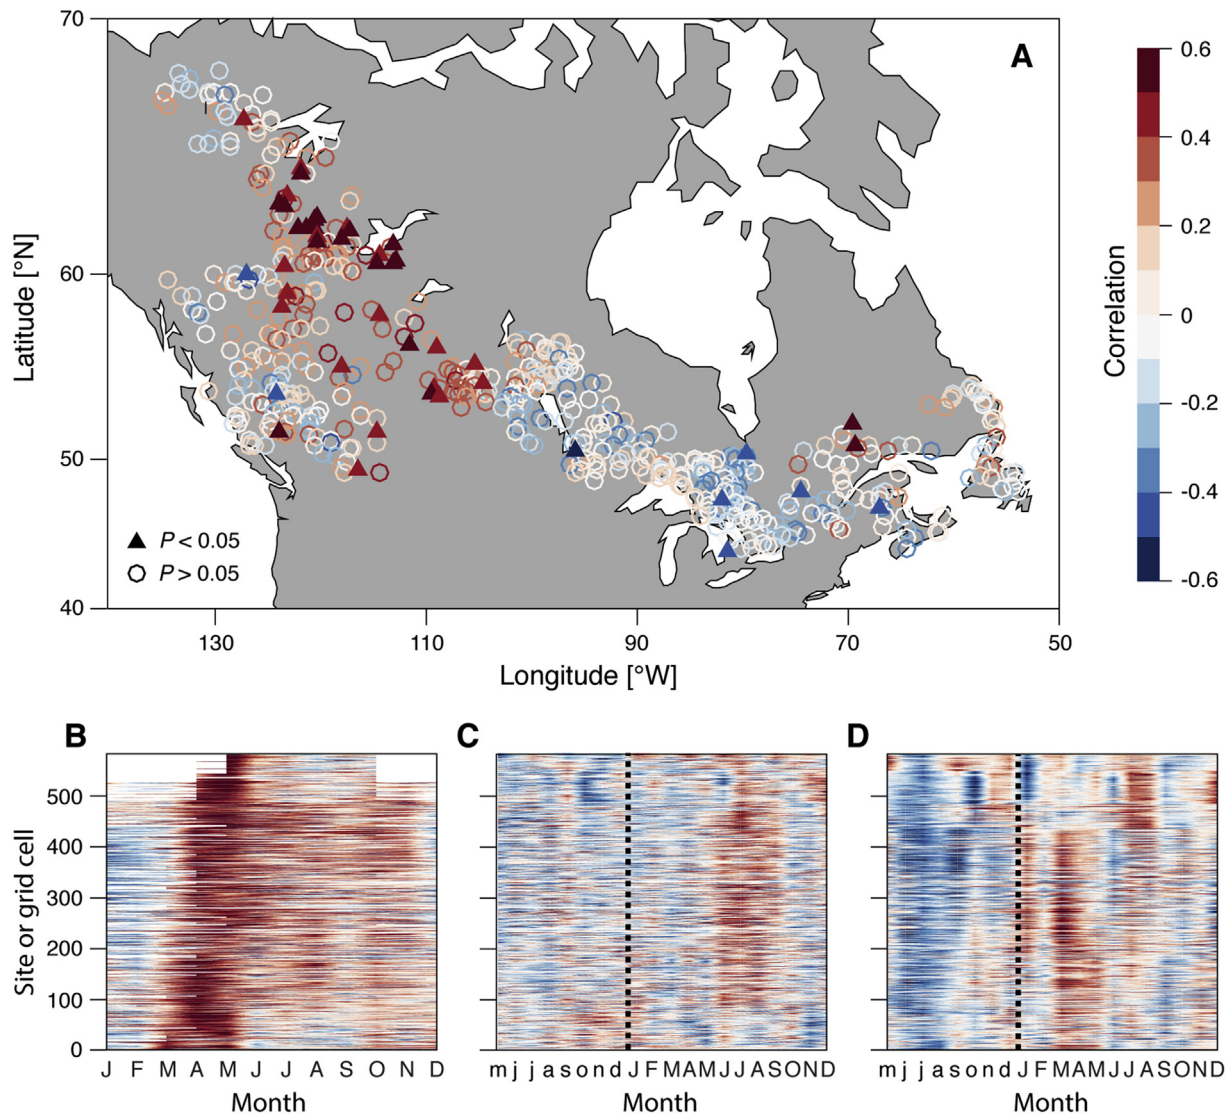 A
70
60
50
40
Latitude [°N]
P < 0.05
P > 0.05
130
110
90
70
50
Longitude [°W]
0.6
0.4
0.2
0
-0.2
-0.4
-0.6
Correlation
B
500
400
300
200
100
0
Site or grid cell
J F M A M J J A S O N D
Month
C
m j j a s o n d J F M A M J J A S O N D
Month
D
m j j a s o n d J F M A M J J A S O N D
Month